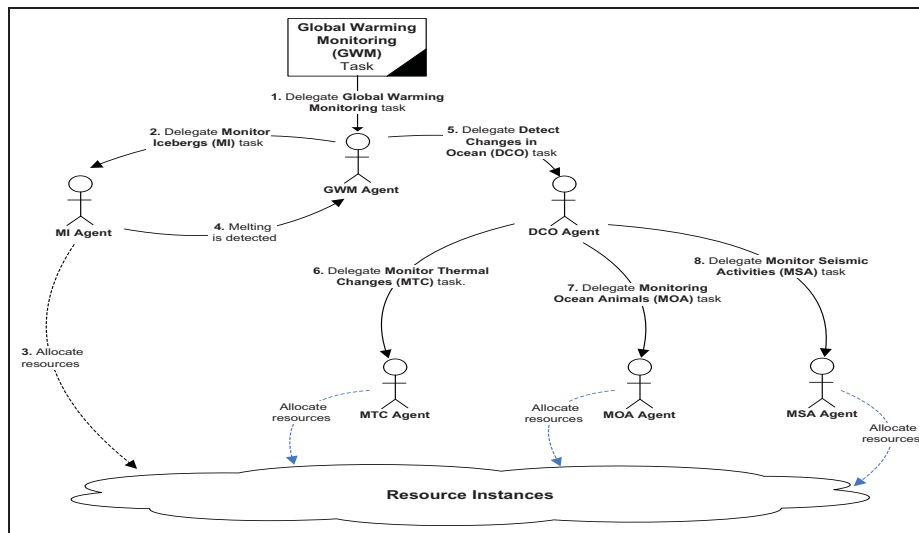 Global Warming
Monitoring
(GWM)
Task
1. Delegate Global Warming
Monitoring task
2. Delegate Monitor
Icebergs (MI) task
5. Delegate Detect
Changes in
Ocean (DCO) task
GWM Agent
MI Agent
4. Melting
is detected
DCO Agent
6. Delegate Monitor Thermal
Changes (MTC) task.
7. Delegate Monitoring
Ocean Animals (MOA) task
8. Delegate Monitor Seismic
Activities (MSA) task
3. Allocate
resources
MTC Agent
MOA Agent
MSA Agent
Allocate
resources
Allocate
resources
Allocate
resources
Resource Instances